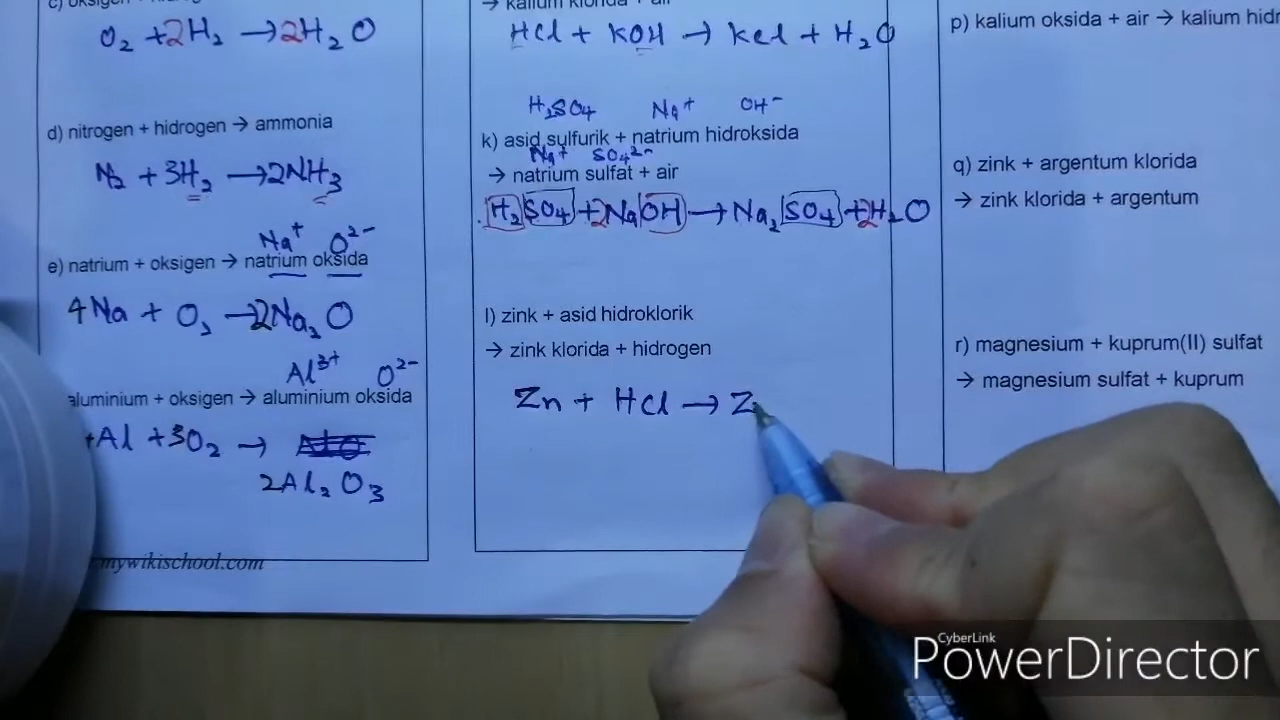 O₂ + 2H₂ → 2H₂O
d) nitrogen + hidrogen → ammonia
N₂ + 3H₂ → 2NH₃
Na⁺ O²⁻
e) natrium + oksigen → natrium oksida
4Na + O₂ → 2Na₂O
Al³⁺ O²⁻
aluminium + oksigen → aluminium oksida
Al + 3O₂ →
2Al₂O₃
mywikischool.com
→ kalium klorida + air
HCl + KOH → KCl + H₂O
H₂SO₄ Na⁺ OH⁻
k) asid sulfurik + natrium hidroksida
Na⁺ SO₄²⁻
→ natrium sulfat + air
H₂SO₄ + 2NaOH → Na₂SO₄ + 2H₂O
l) zink + asid hidroklorik
→ zink klorida + hidrogen
Zn + HCl → Z
p) kalium oksida + air → kalium hid
q) zink + argentum klorida
→ zink klorida + argentum
r) magnesium + kuprum(II) sulfat
→ magnesium sulfat + kuprum
CyberLink
PowerDirector